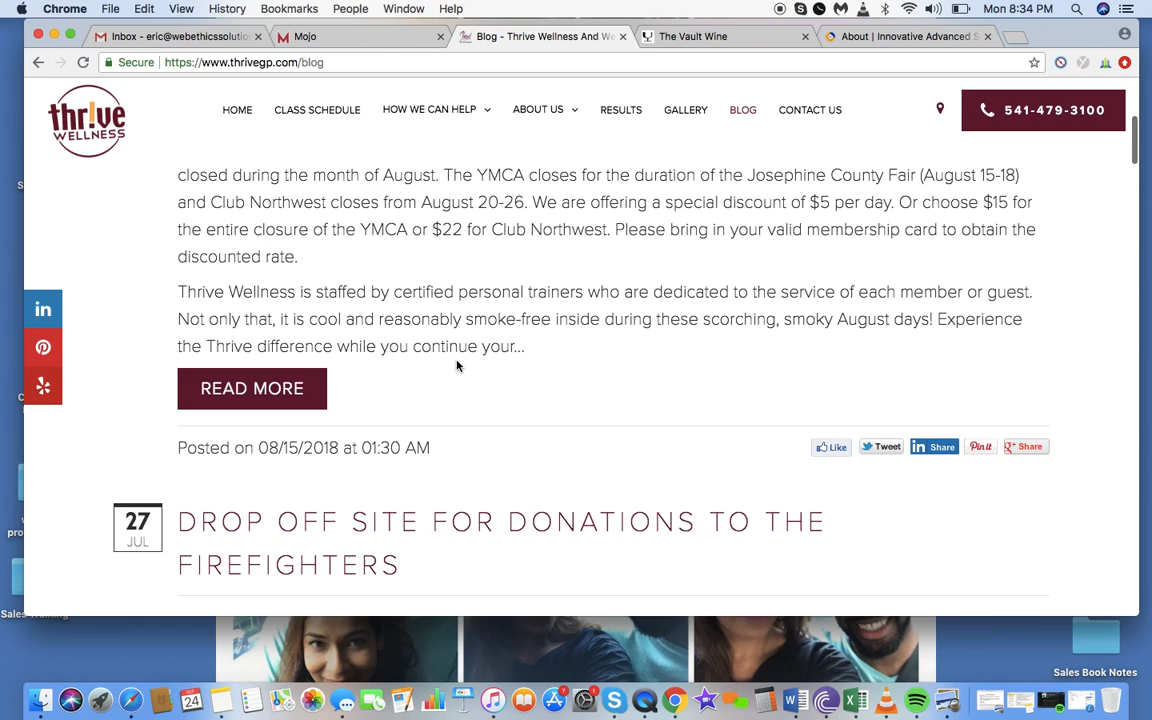 Chrome File Edit View History Bookmarks People Window Help Mon 8:34 PM
Inbox - eric@webethicssolutio Mojo Blog - Thrive Wellness And We The Vault Wine About | Innovative Advanced S
Secure https://www.thrivegp.com/blog
thr!ve
WELLNESS
HOME CLASS SCHEDULE HOW WE CAN HELP ABOUT US RESULTS GALLERY BLOG CONTACT US 541-479-3100
closed during the month of August. The YMCA closes for the duration of the Josephine County Fair (August 15-18)
and Club Northwest closes from August 20-26. We are offering a special discount of $5 per day. Or choose $15 for
the entire closure of the YMCA or $22 for Club Northwest. Please bring in your valid membership card to obtain the
discounted rate.
Thrive Wellness is staffed by certified personal trainers who are dedicated to the service of each member or guest.
Not only that, it is cool and reasonably smoke-free inside during these scorching, smoky August days! Experience
the Thrive difference while you continue your...
READ MORE
Posted on 08/15/2018 at 01:30 AM
Like Tweet in Share Pin it g+ Share
27
JUL
DROP OFF SITE FOR DONATIONS TO THE
FIREFIGHTERS
Sales Training
Sales Book Notes